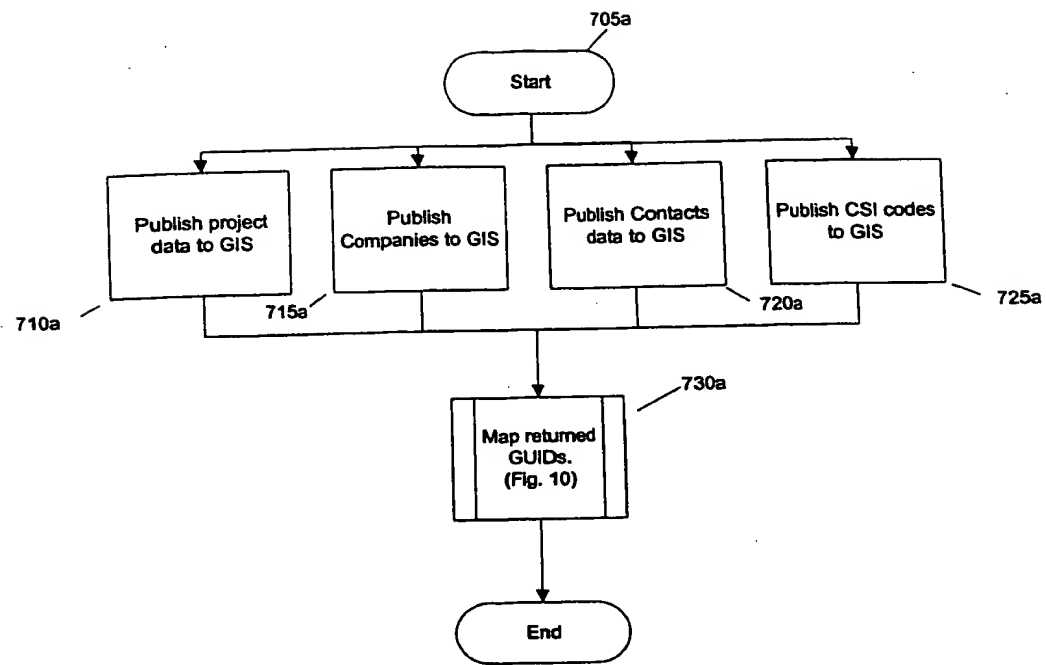 705a
Start
Publish project
data to GIS
Publish
Companies to GIS
Publish Contacts
data to GIS
Publish CSI codes
to GIS
710a
715a
720a
725a
730a
Map returned
GUIDs.
(Fig. 10)
End